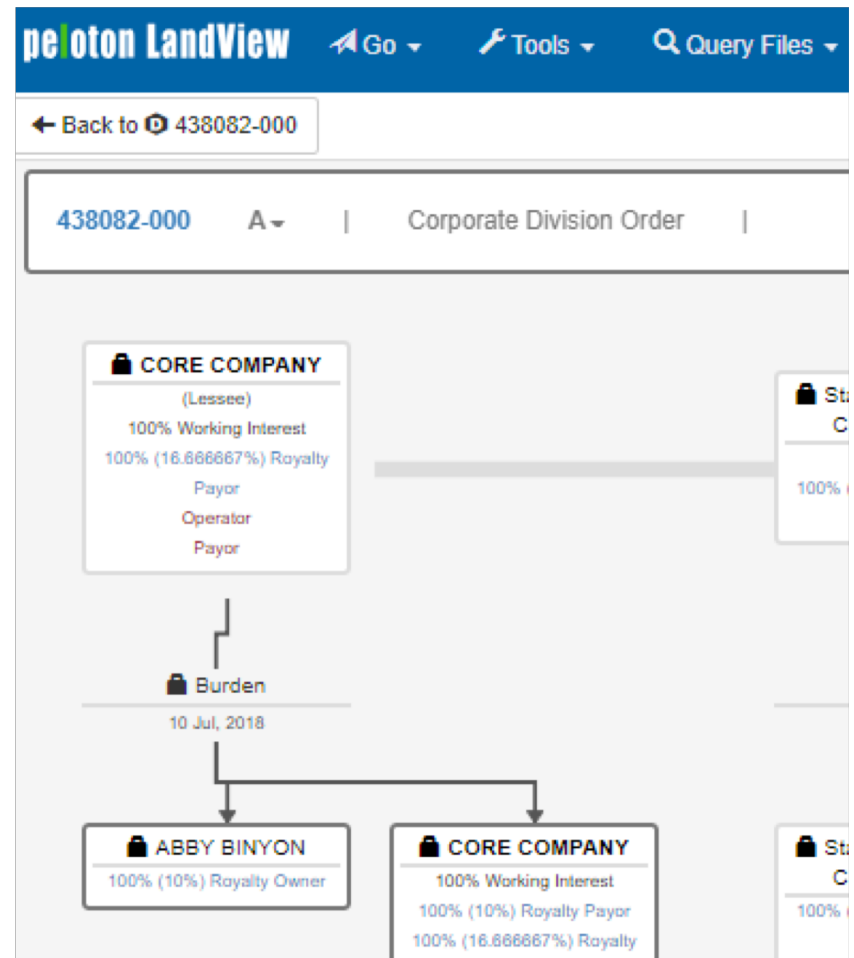 peloton LandView Go Tools Query Files
Back to 438082-000
438082-000 A | Corporate Division Order |
CORE COMPANY
(Lessee)
100% Working Interest
100% (16.666667%) Royalty
Payor
Operator
Payor
100%
Burden
10 Jul, 2018
ABBY BINYON
100% (10%) Royalty Owner
CORE COMPANY
100% Working Interest
100% (10%) Royalty Payor
100% (16.666667%) Royalty
100%